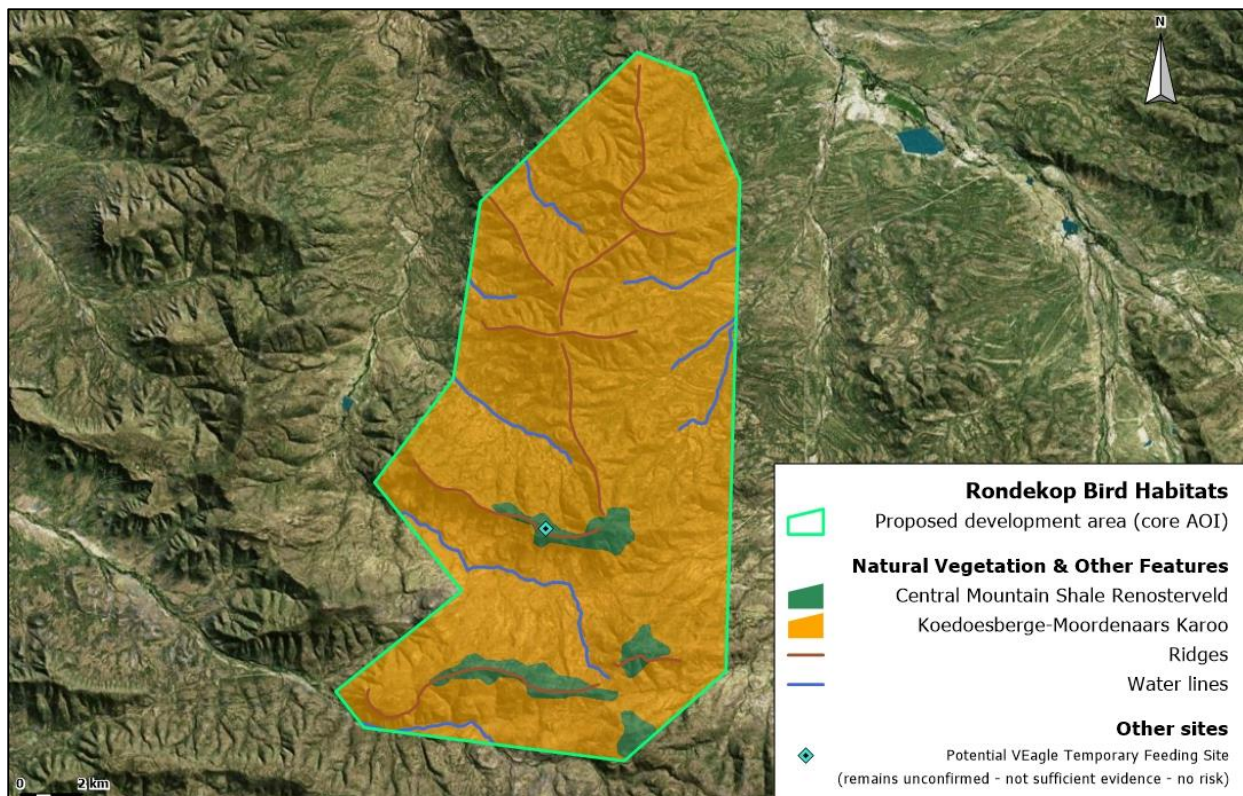 N
Rondekop Bird Habitats
Proposed development area (core AOI)
Natural Vegetation & Other Features
Central Mountain Shale Renosterveld
Koedoesberge-Moordenaars Karoo
Ridges
Water lines
Other sites
Potential VEagle Temporary Feeding Site
(remains unconfirmed - not sufficient evidence - no risk)
0 2 km